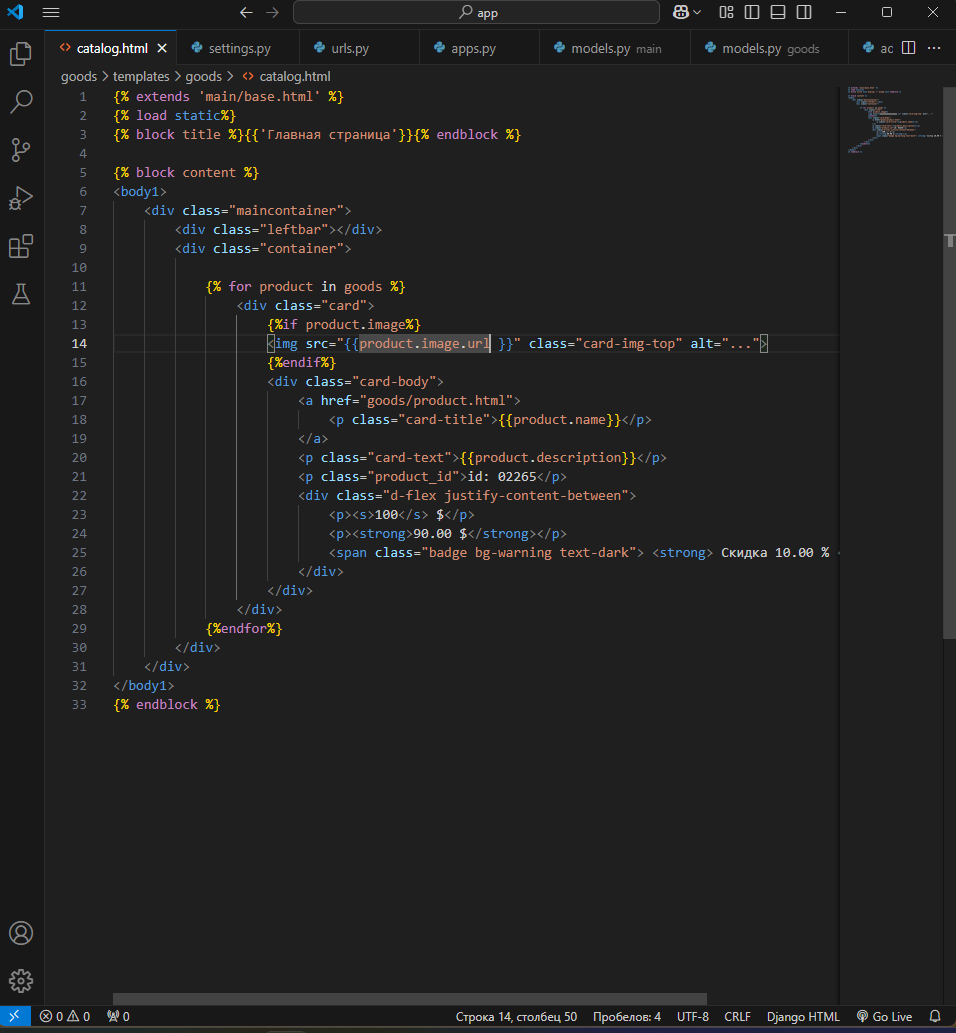 app
catalog.html
settings.py
urls.py
apps.py
models.py main
models.py goods
ac
goods > templates > goods > <> catalog.html
1 {% extends 'main/base.html' %}
2 {% load static%}
3 {% block title %}{{'Главная страница'}}{% endblock %}
4
5 {% block content %}
6 <body1>
7 <div class="maincontainer">
8 <div class="leftbar"></div>
9 <div class="container">
10
11 {% for product in goods %}
12 <div class="card">
13 {%if product.image%}
14 <img src="{{product.image.url }}" class="card-img-top" alt="...">
15 {%endif%}
16 <div class="card-body">
17 <a href="goods/product.html">
18 <p class="card-title">{{product.name}}</p>
19 </a>
20 <p class="card-text">{{product.description}}</p>
21 <p class="product_id">id: 02265</p>
22 <div class="d-flex justify-content-between">
23 <p><s>100</s> $</p>
24 <p><strong>90.00 $</strong></p>
25 <span class="badge bg-warning text-dark"> <strong> Скидка 10.00 %
26 </div>
27 </div>
28 </div>
29 {%endfor%}
30 </div>
31 </div>
32 </body1>
33 {% endblock %}
0 0 0 Строка 14, столбец 50 Пробелов: 4 UTF-8 CRLF Django HTML Go Live